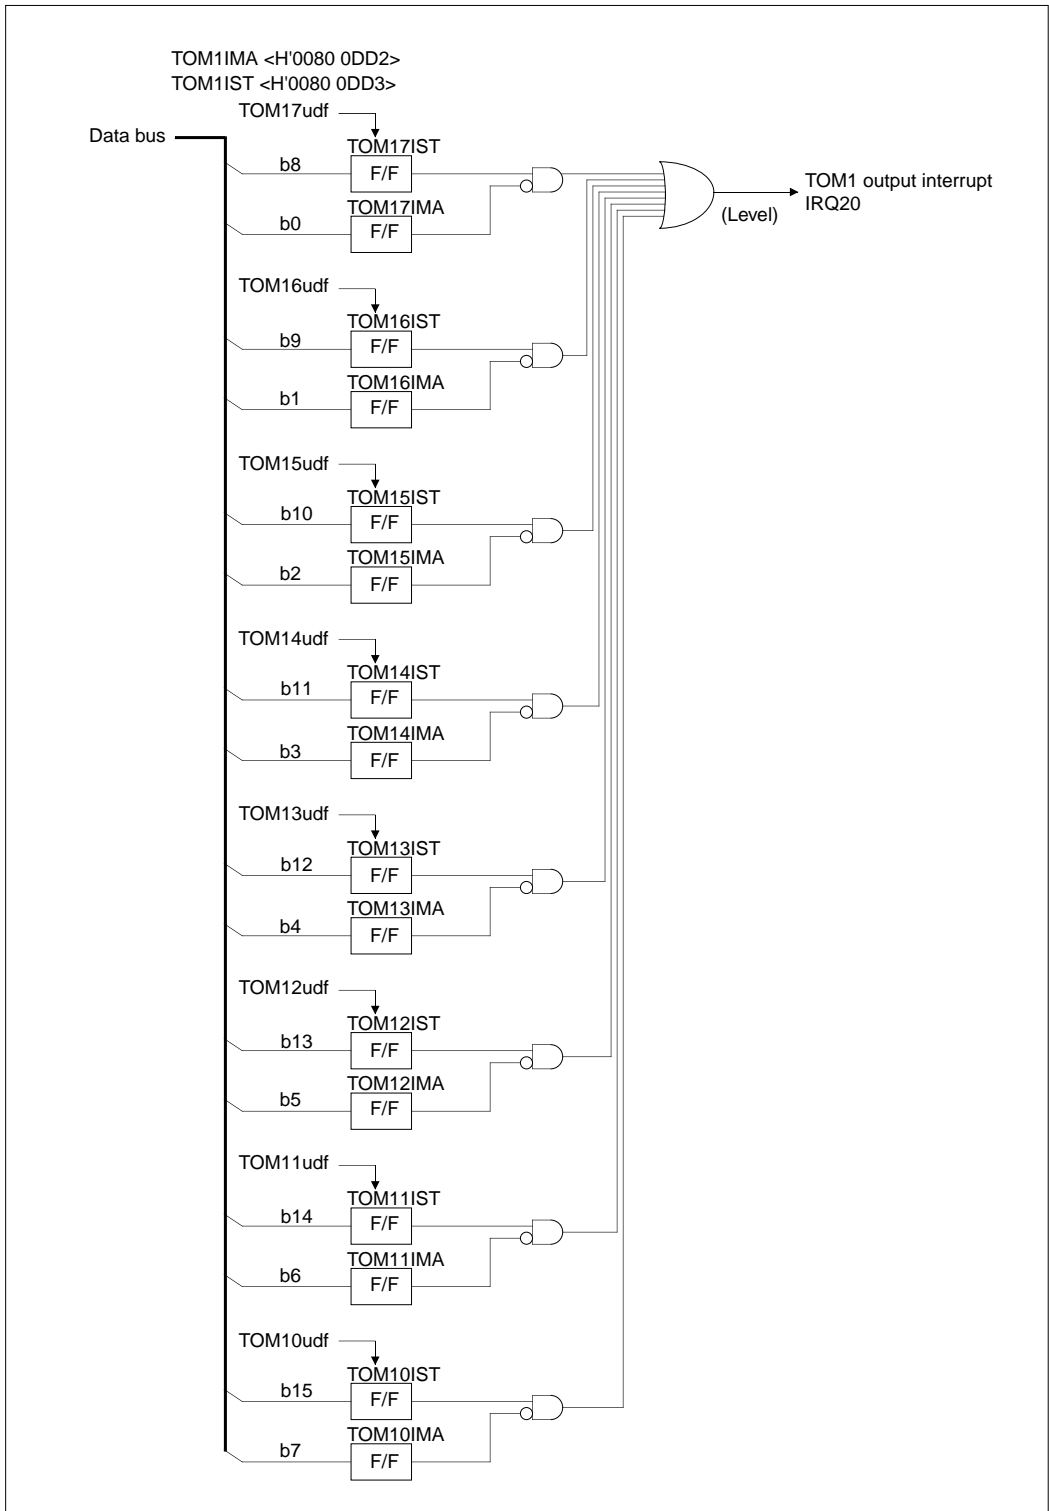 TOM1IMA <H'0080 0DD2>
TOM1IST <H'0080 0DD3>
TOM17udf
Data bus
TOM17IST
b8
F/F
TOM17IMA
b0
F/F
TOM1 output interrupt
IRQ20
(Level)
TOM16udf
TOM16IST
b9
F/F
TOM16IMA
b1
F/F
TOM15udf
TOM15IST
b10
F/F
TOM15IMA
b2
F/F
TOM14udf
TOM14IST
b11
F/F
TOM14IMA
b3
F/F
TOM13udf
TOM13IST
b12
F/F
TOM13IMA
b4
F/F
TOM12udf
TOM12IST
b13
F/F
TOM12IMA
b5
F/F
TOM11udf
TOM11IST
b14
F/F
TOM11IMA
b6
F/F
TOM10udf
TOM10IST
b15
F/F
TOM10IMA
b7
F/F